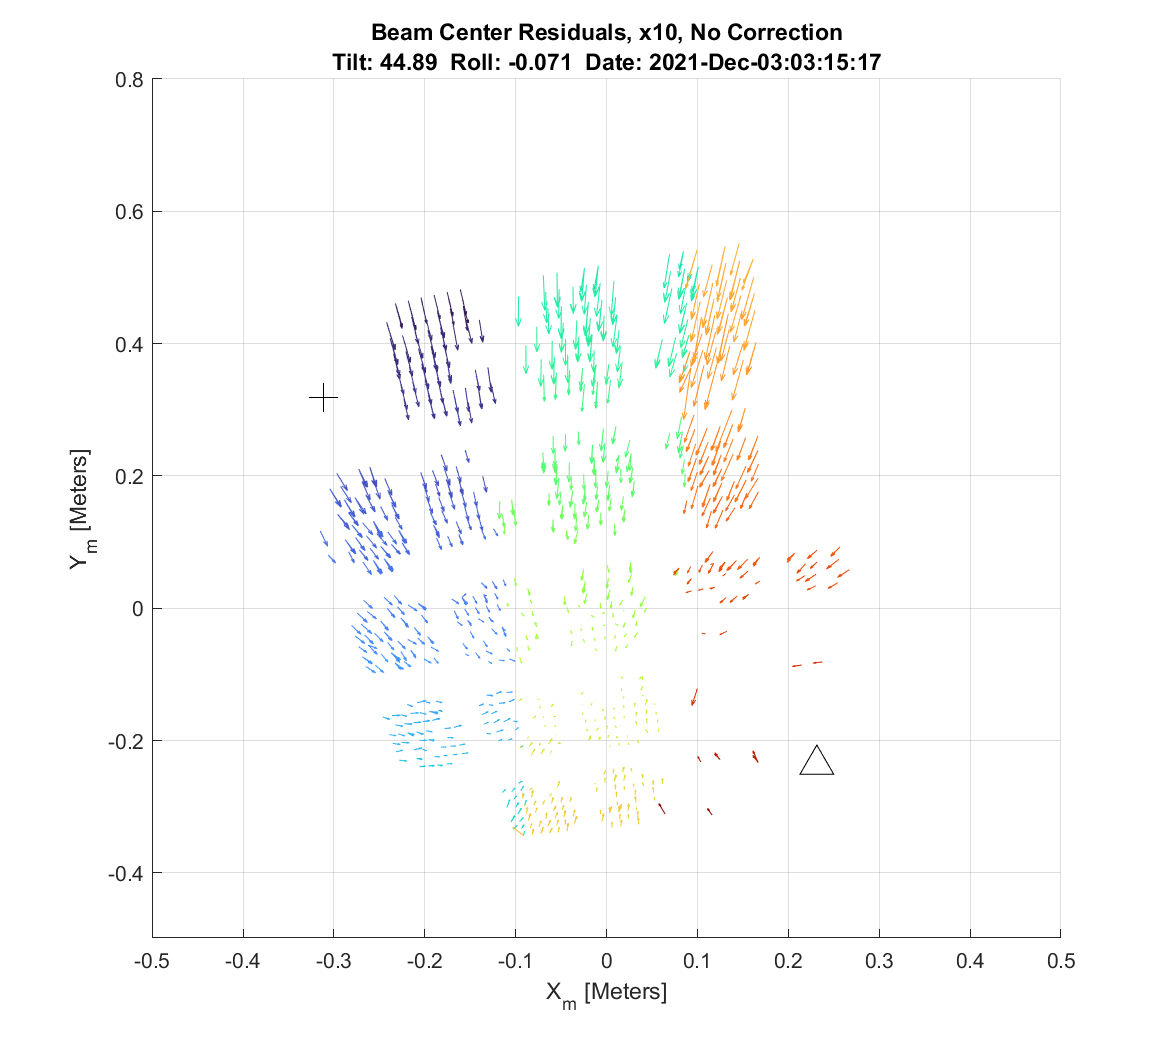 Beam Center Residuals, x10, No Correction
Tilt: 44.89 Roll: -0.071 Date: 2021-Dec-03:03:15:17
0.8
0.6
0.4
0.2
0
-0.2
-0.4
Y_m [Meters]
-0.5 -0.4 -0.3 -0.2 -0.1 0 0.1 0.2 0.3 0.4 0.5
X_m [Meters]